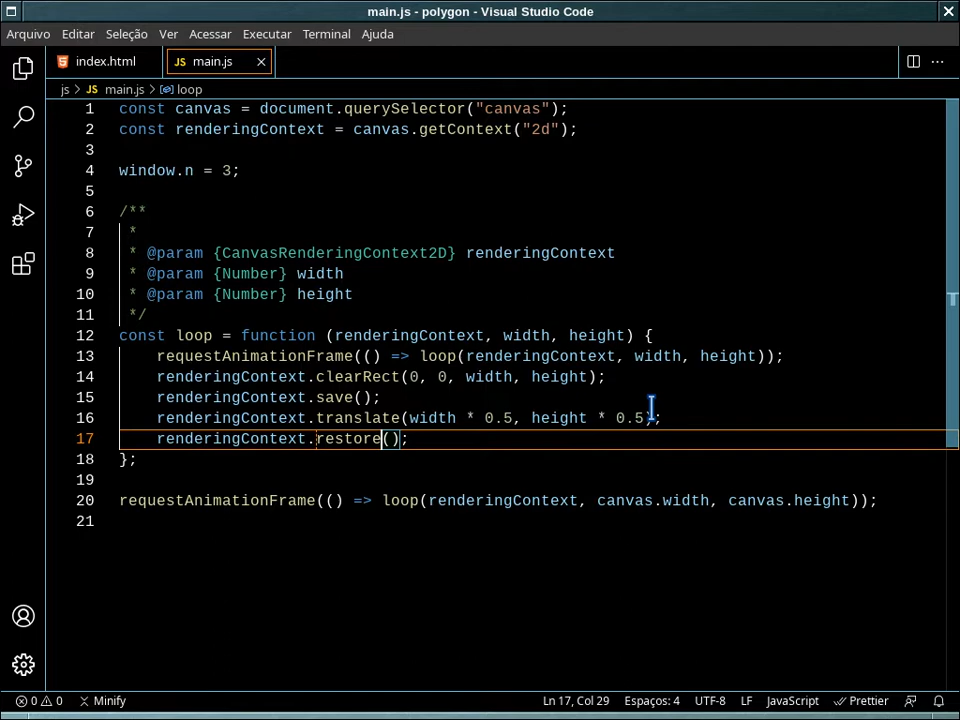 main.js - polygon - Visual Studio Code
Arquivo Editar Seleção Ver Acessar Executar Terminal Ajuda
index.html JS main.js
js > JS main.js > loop
1 const canvas = document.querySelector("canvas");
2 const renderingContext = canvas.getContext("2d");
3
4 window.n = 3;
5
6 /**
7 *
8 * @param {CanvasRenderingContext2D} renderingContext
9 * @param {Number} width
10 * @param {Number} height
11 */
12 const loop = function (renderingContext, width, height) {
13 requestAnimationFrame(() => loop(renderingContext, width, height));
14 renderingContext.clearRect(0, 0, width, height);
15 renderingContext.save();
16 renderingContext.translate(width * 0.5, height * 0.5);
17 renderingContext.restore();
18 };
19
20 requestAnimationFrame(() => loop(renderingContext, canvas.width, canvas.height));
21
0 0 Minify Ln 17, Col 29 Espaços: 4 UTF-8 LF JavaScript Prettier